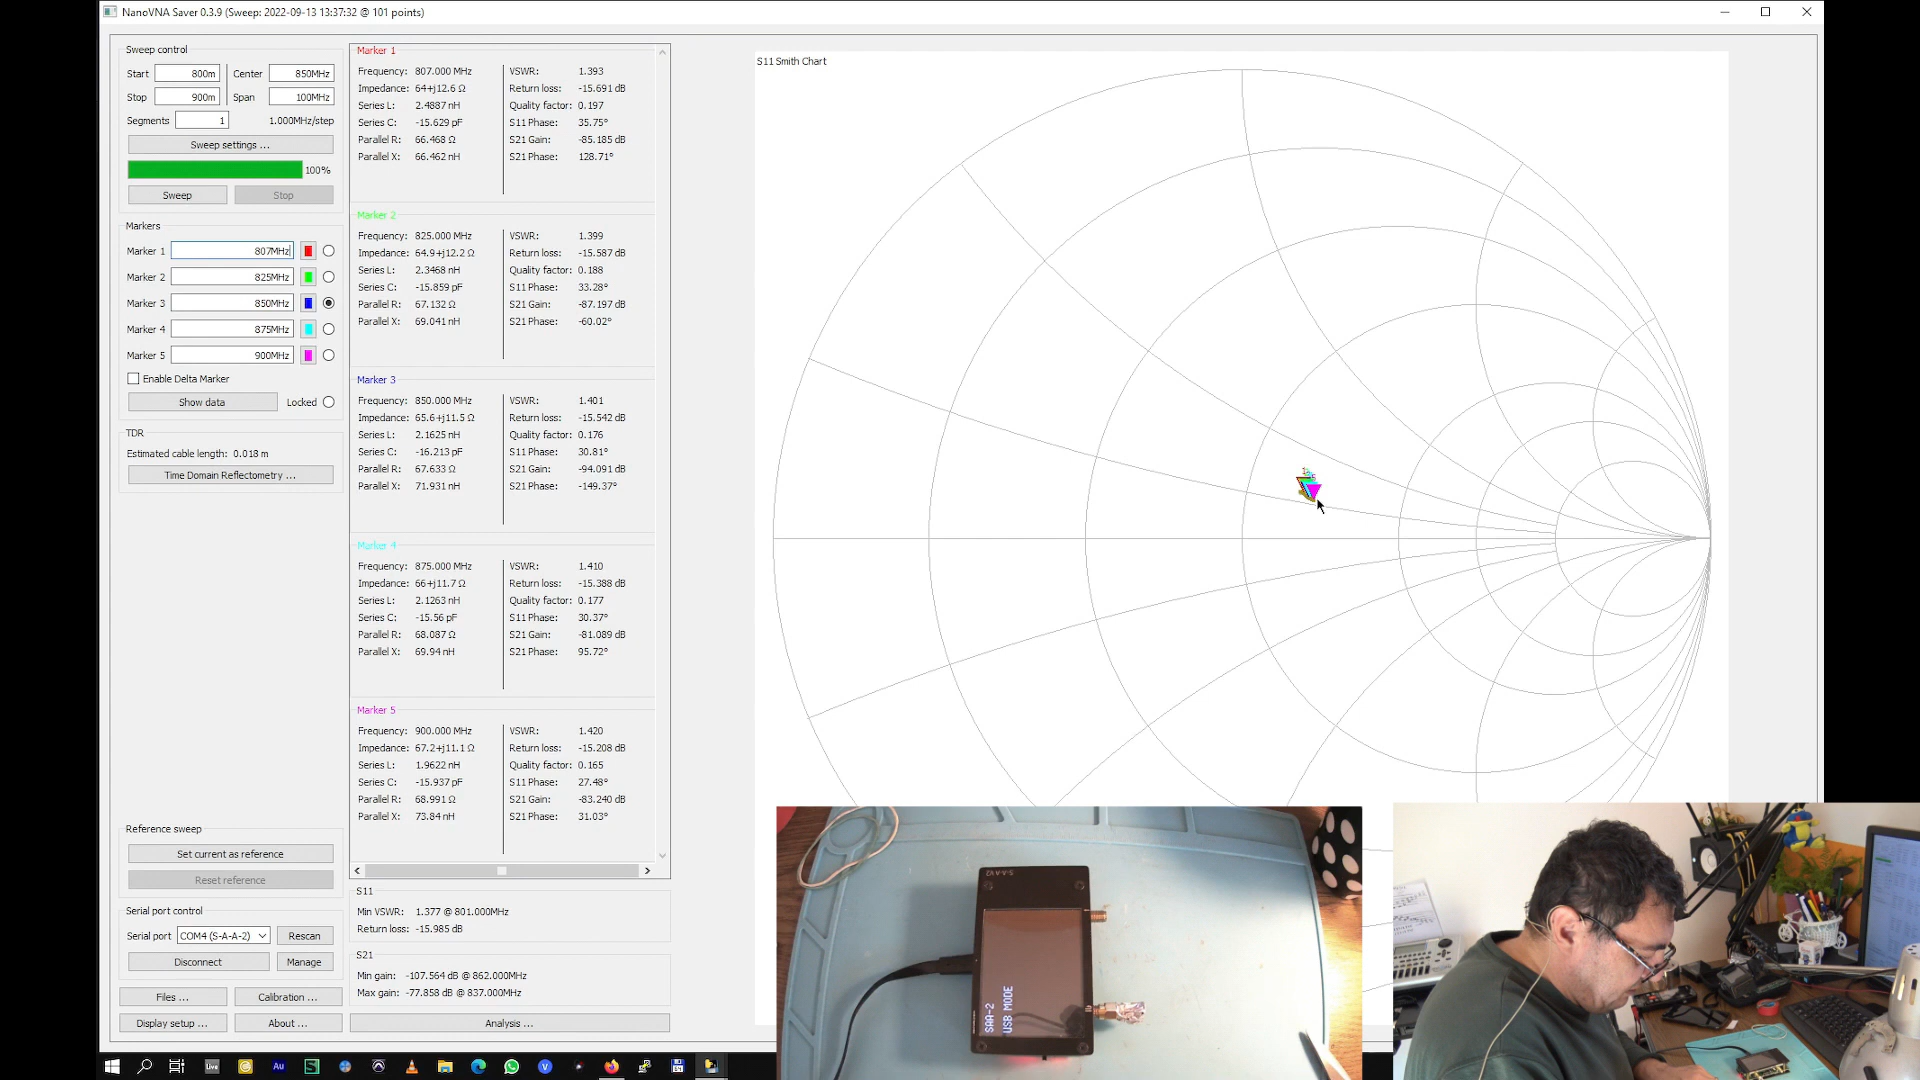 NanoVNA Saver 0.3.9 (Sweep: 2022-09-13 13:37:32 @ 101 points)
Sweep control
Start 800m Center 850MHz
Stop 900m Span 100MHz
Segments 1 1.000MHz/step
Sweep settings ...
100%
Sweep Stop
Markers
Marker 1 807MHz
Marker 2 825MHz
Marker 3 850MHz
Marker 4 875MHz
Marker 5 900MHz
Enable Delta Marker
Show data Locked
TDR
Estimated cable length: 0.018 m
Time Domain Reflectometry ...
Reference sweep
Set current as reference
Reset reference
Serial port control
Serial port COM4 (S-A-A-2) Rescan
Disconnect Manage
Files ... Calibration ...
Display setup ... About ...
Marker 1
Frequency: 807.000 MHz VSWR: 1.393
Impedance: 64+j12.6 Ω Return loss: -15.691 dB
Series L: 2.4887 nH Quality factor: 0.197
Series C: -15.629 pF S11 Phase: 35.75°
Parallel R: 66.468 Ω S21 Gain: -85.185 dB
Parallel X: 66.462 nH S21 Phase: 128.71°
Marker 2
Frequency: 825.000 MHz VSWR: 1.399
Impedance: 64.9+j12.2 Ω Return loss: -15.587 dB
Series L: 2.3468 nH Quality factor: 0.188
Series C: -15.859 pF S11 Phase: 33.28°
Parallel R: 67.132 Ω S21 Gain: -87.197 dB
Parallel X: 69.041 nH S21 Phase: -60.02°
Marker 3
Frequency: 850.000 MHz VSWR: 1.401
Impedance: 65.6+j11.5 Ω Return loss: -15.542 dB
Series L: 2.1625 nH Quality factor: 0.176
Series C: -16.213 pF S11 Phase: 30.81°
Parallel R: 67.633 Ω S21 Gain: -94.091 dB
Parallel X: 71.931 nH S21 Phase: -149.37°
Marker 4
Frequency: 875.000 MHz VSWR: 1.410
Impedance: 66+j11.7 Ω Return loss: -15.388 dB
Series L: 2.1263 nH Quality factor: 0.177
Series C: -15.56 pF S11 Phase: 30.37°
Parallel R: 68.087 Ω S21 Gain: -81.089 dB
Parallel X: 69.94 nH S21 Phase: 95.72°
Marker 5
Frequency: 900.000 MHz VSWR: 1.420
Impedance: 67.2+j11.1 Ω Return loss: -15.208 dB
Series L: 1.9622 nH Quality factor: 0.165
Series C: -15.937 pF S11 Phase: 27.48°
Parallel R: 68.991 Ω S21 Gain: -83.240 dB
Parallel X: 73.84 nH S21 Phase: 31.03°
S11
Min VSWR: 1.377 @ 801.000MHz
Return loss: -15.985 dB
S21
Min gain: -107.564 dB @ 862.000MHz
Max gain: -77.858 dB @ 837.000MHz
Analysis ...
S11 Smith Chart
S-A-A-V2
SAA-2
USB MODE
Live
Au